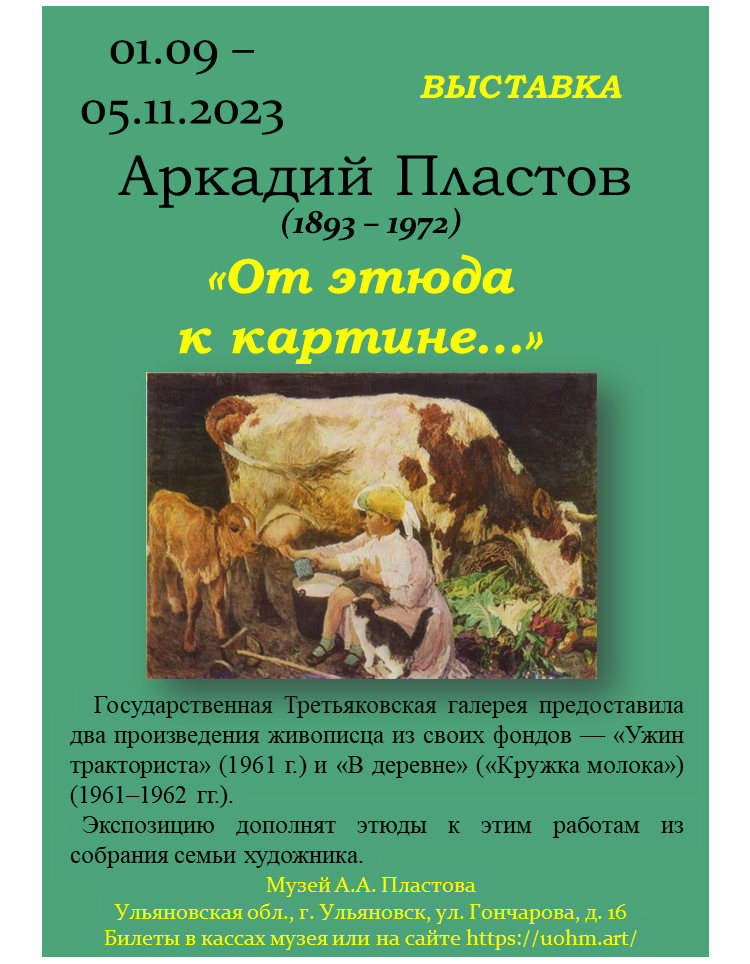 01.09 –
05.11.2023
ВЫСТАВКА
Аркадий Пластов
(1893 – 1972)
«От этюда
к картине...»
Государственная Третьяковская галерея предоставила
два произведения живописца из своих фондов — «Ужин
тракториста» (1961 г.) и «В деревне» («Кружка молока»)
(1961–1962 гг.).
Экспозицию дополнят этюды к этим работам из
собрания семьи художника.
Музей А.А. Пластова
Ульяновская обл., г. Ульяновск, ул. Гончарова, д. 16
Билеты в кассах музея или на сайте https://uohm.art/